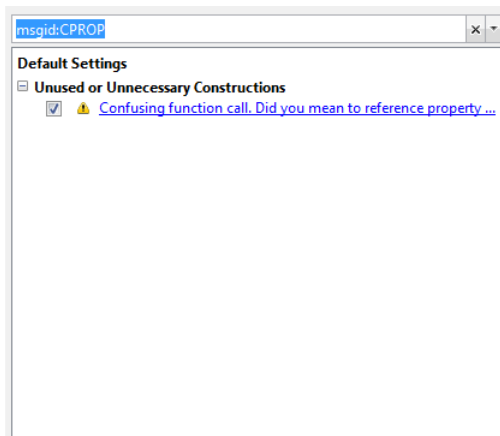 msgid:CPROP
Default Settings
Unused or Unnecessary Constructions
Confusing function call. Did you mean to reference property ...